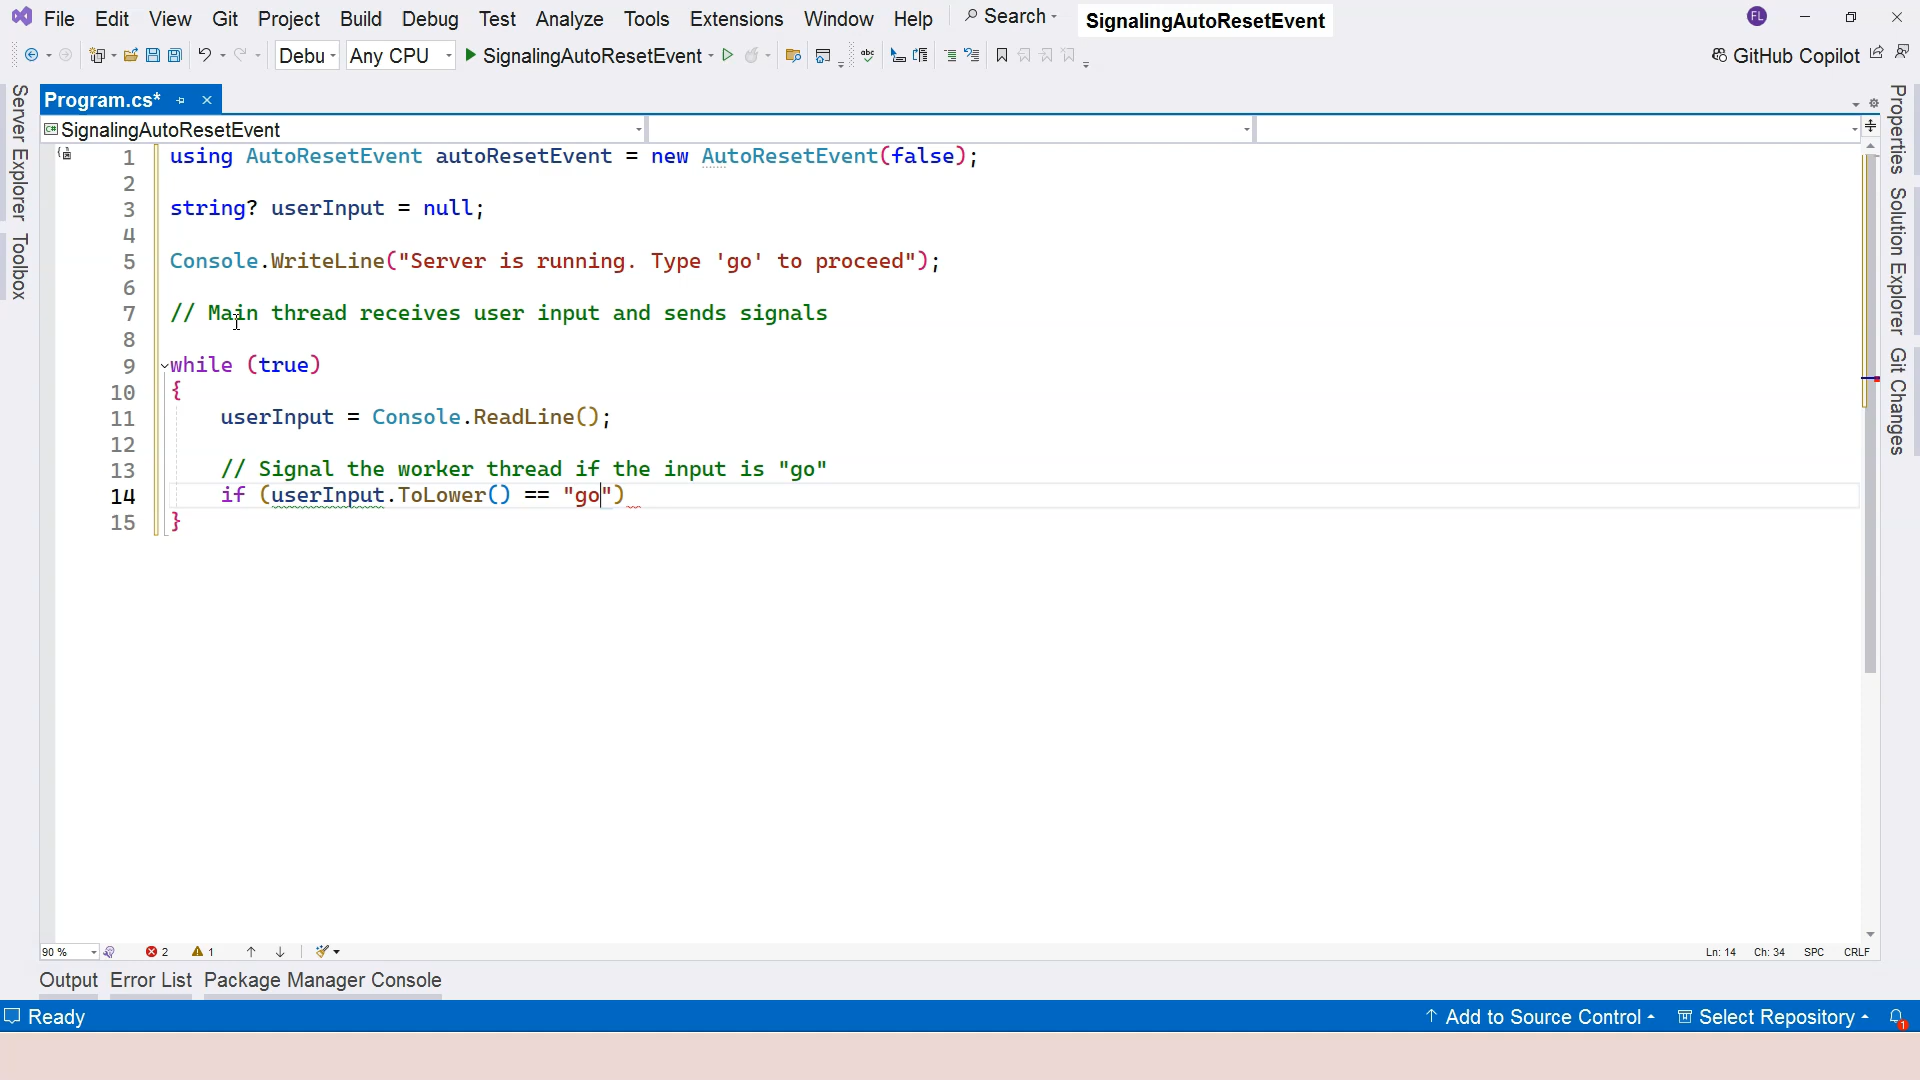 File Edit View Git Project Build Debug Test Analyze Tools Extensions Window Help Search SignalingAutoResetEvent FL
Debu Any CPU SignalingAutoResetEvent abc GitHub Copilot
Server Explorer
Toolbox
Program.cs*
C# SignalingAutoResetEvent
1 using AutoResetEvent autoResetEvent = new AutoResetEvent(false);
2
3 string? userInput = null;
4
5 Console.WriteLine("Server is running. Type 'go' to proceed");
6
7 // Main thread receives user input and sends signals
8
9 while (true)
10 {
11 userInput = Console.ReadLine();
12
13 // Signal the worker thread if the input is "go"
14 if (userInput.ToLower() == "go")
15 }
Properties
Solution Explorer
Git Changes
90 % 2 1 Ln: 14 Ch: 34 SPC CRLF
Output Error List Package Manager Console
Ready Add to Source Control Select Repository 1